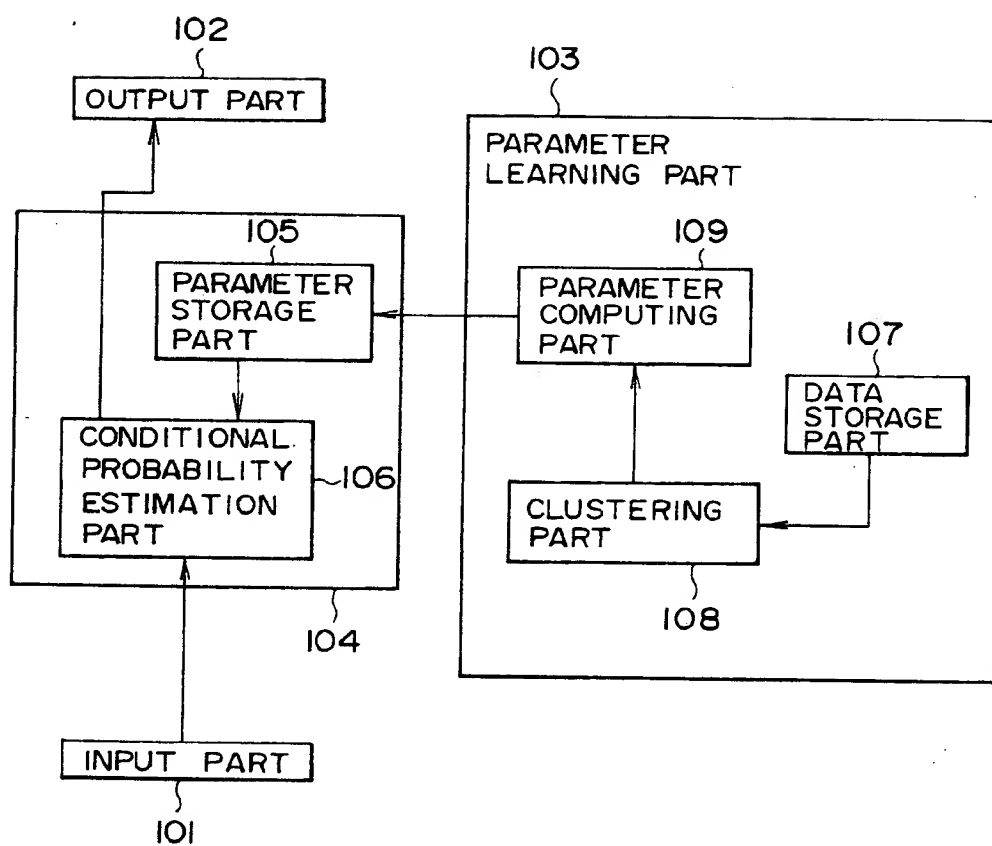 102
OUTPUT PART
103
PARAMETER
LEARNING PART
105
PARAMETER
STORAGE
PART
109
PARAMETER
COMPUTING
PART
107
DATA
STORAGE
PART
CONDITIONAL
PROBABILITY
ESTIMATION
PART
106
CLUSTERING
PART
108
104
INPUT PART
101